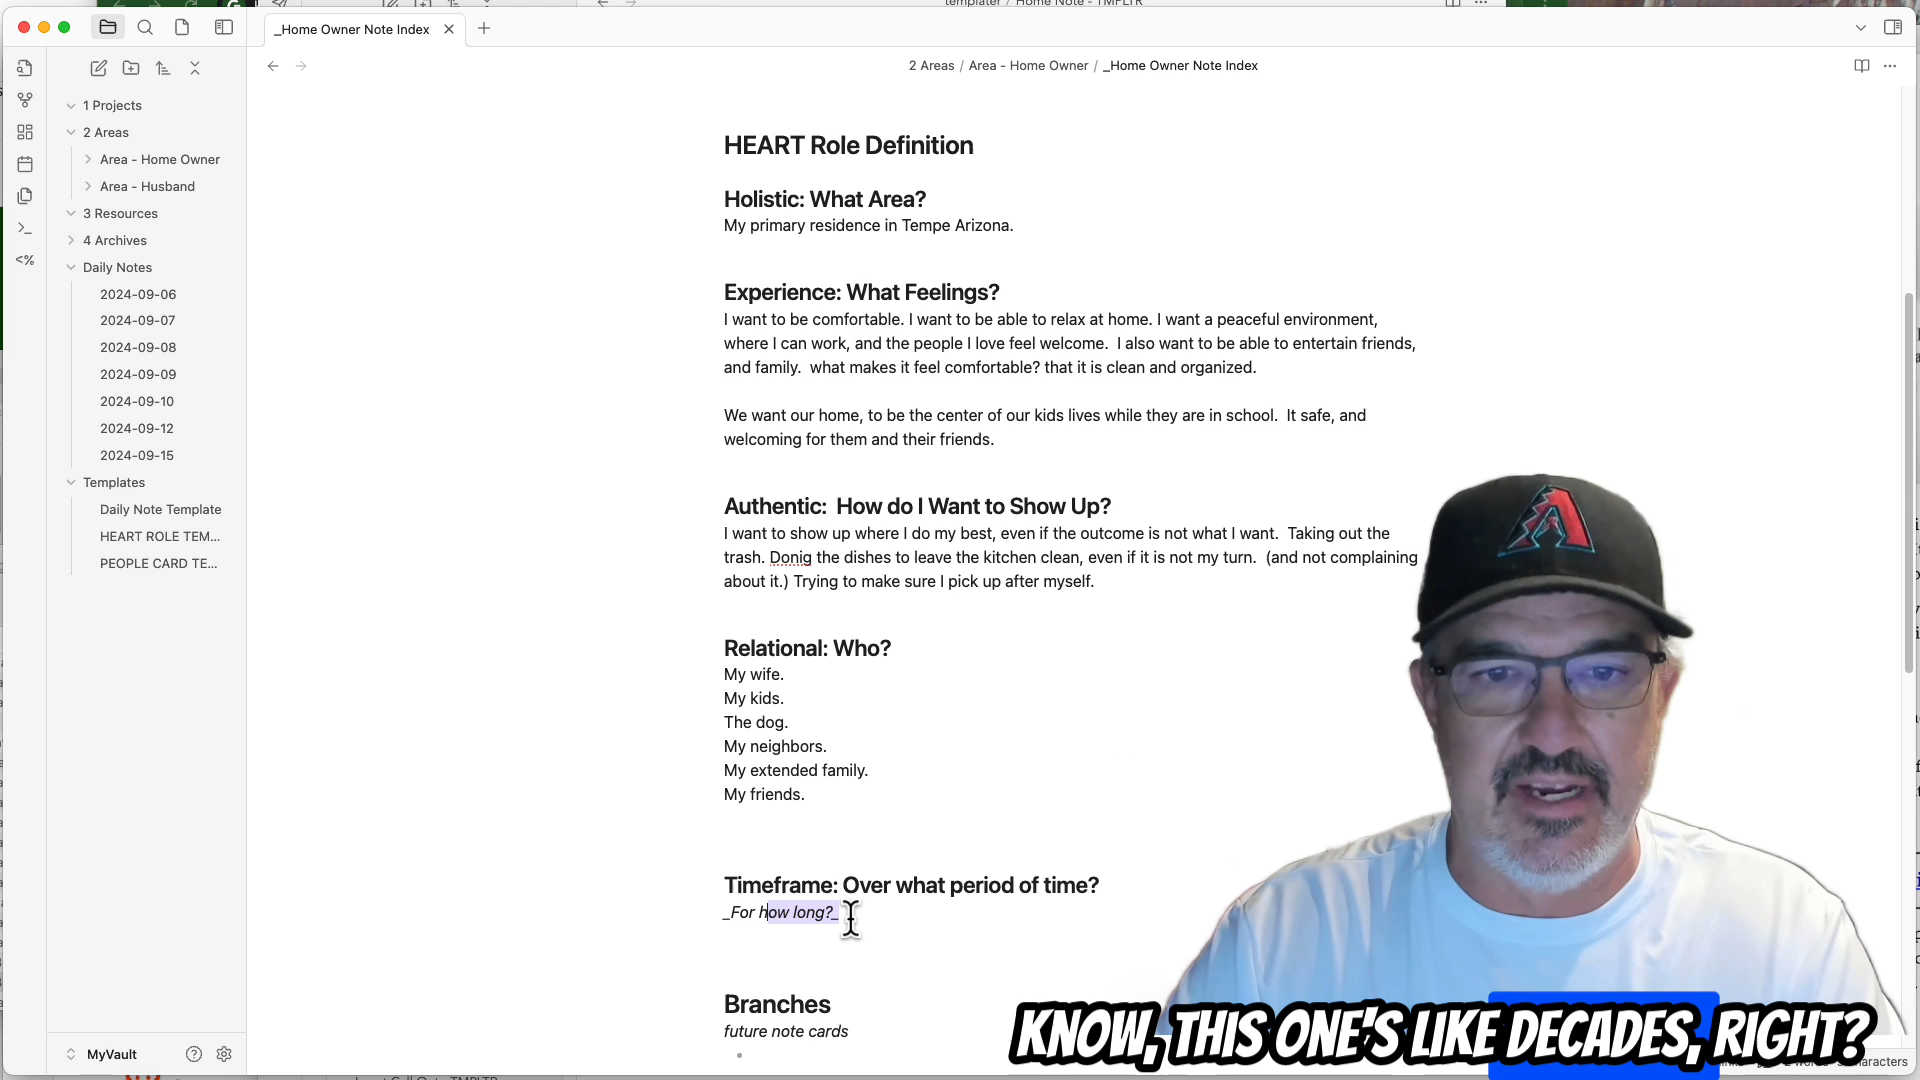 templater / Home Note - TMPLTR
_Home Owner Note Index
2 Areas / Area - Home Owner / _Home Owner Note Index
1 Projects
2 Areas
Area - Home Owner
Area - Husband
3 Resources
4 Archives
Daily Notes
2024-09-06
2024-09-07
2024-09-08
2024-09-09
2024-09-10
2024-09-12
2024-09-15
Templates
Daily Note Template
HEART ROLE TEM...
PEOPLE CARD TE...
<%
MyVault
HEART Role Definition
Holistic: What Area?
My primary residence in Tempe Arizona.
Experience: What Feelings?
I want to be comfortable. I want to be able to relax at home. I want a peaceful environment,
where I can work, and the people I love feel welcome.  I also want to be able to entertain friends,
and family.  what makes it feel comfortable? that it is clean and organized.
We want our home, to be the center of our kids lives while they are in school.  It safe, and
welcoming for them and their friends.
Authentic:  How do I Want to Show Up?
I want to show up where I do my best, even if the outcome is not what I want.  Taking out the
trash. Donig the dishes to leave the kitchen clean, even if it is not my turn.  (and not complaining
about it.) Trying to make sure I pick up after myself.
Relational: Who?
My wife.
My kids.
The dog.
My neighbors.
My extended family.
My friends.
Timeframe: Over what period of time?
_For how long?_
Branches
future note cards
KNOW, THIS ONE'S LIKE DECADES, RIGHT?